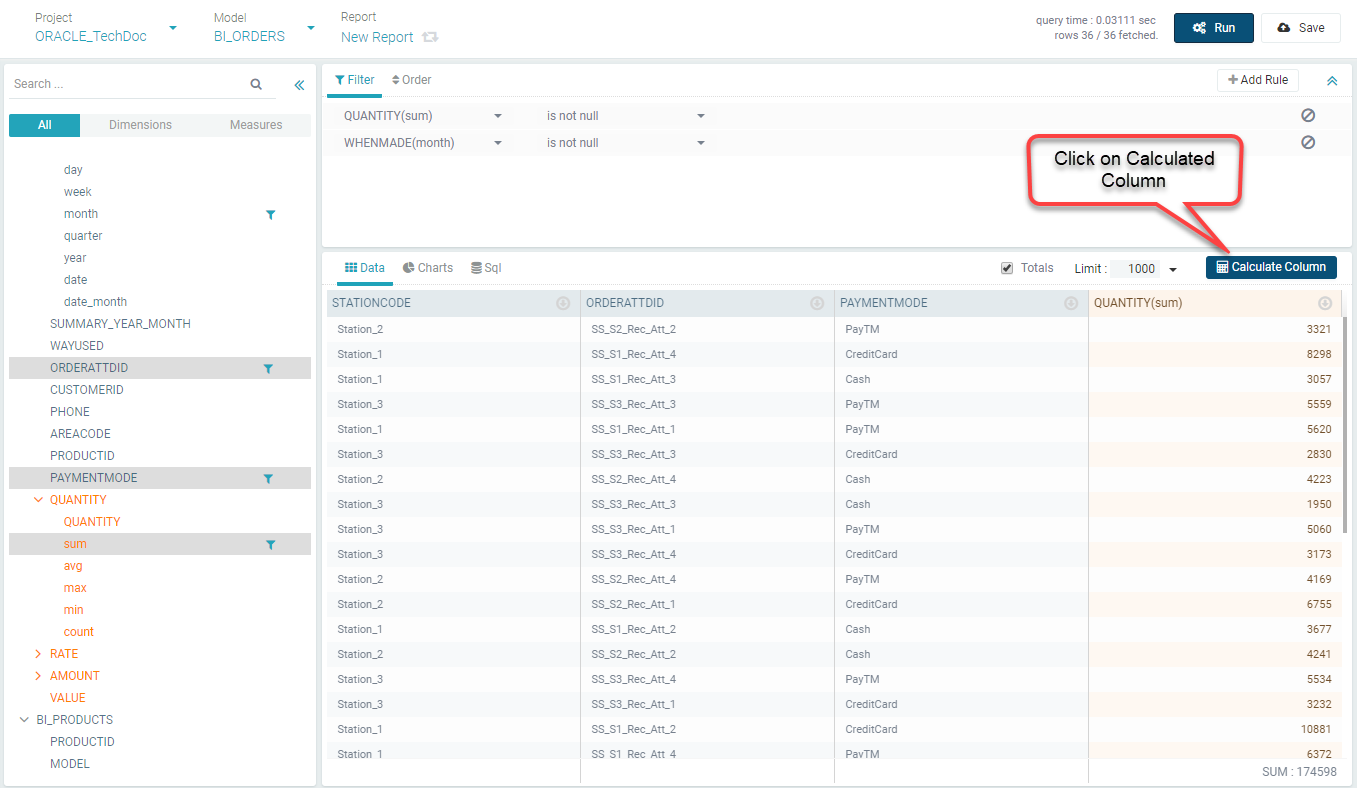 Project
ORACLE_TechDoc
Model
BI_ORDERS
Report
New Report
query time : 0.03111 sec
rows 36 / 36 fetched.
Run
Save
Search ...
All
Dimensions
Measures
day
week
month
quarter
year
date
date_month
SUMMARY_YEAR_MONTH
WAYUSED
ORDERATTDID
CUSTOMERID
PHONE
AREACODE
PRODUCTID
PAYMENTMODE
QUANTITY
QUANTITY
sum
avg
max
min
count
RATE
AMOUNT
VALUE
BI_PRODUCTS
PRODUCTID
MODEL
Filter
Order
Add Rule
QUANTITY(sum) is not null
WHENMADE(month) is not null
Click on Calculated
Column
Data
Charts
Sql
Totals
Limit : 1000
Calculate Column
STATIONCODE ORDERATTDID PAYMENTMODE QUANTITY(sum)
Station_2 SS_S2_Rec_Att_2 PayTM 3321
Station_1 SS_S1_Rec_Att_4 CreditCard 8298
Station_1 SS_S1_Rec_Att_3 Cash 3057
Station_3 SS_S3_Rec_Att_3 PayTM 5559
Station_1 SS_S1_Rec_Att_1 PayTM 5620
Station_3 SS_S3_Rec_Att_3 CreditCard 2830
Station_2 SS_S2_Rec_Att_4 Cash 4223
Station_3 SS_S3_Rec_Att_3 Cash 1950
Station_3 SS_S3_Rec_Att_1 PayTM 5060
Station_3 SS_S3_Rec_Att_4 CreditCard 3173
Station_2 SS_S2_Rec_Att_4 PayTM 4169
Station_2 SS_S2_Rec_Att_1 CreditCard 6755
Station_1 SS_S1_Rec_Att_2 Cash 3677
Station_2 SS_S2_Rec_Att_2 Cash 4241
Station_3 SS_S3_Rec_Att_4 PayTM 5534
Station_3 SS_S3_Rec_Att_1 CreditCard 3232
Station_1 SS_S1_Rec_Att_2 CreditCard 10881
Station_1 SS_S1_Rec_Att_4 PayTM 6372
SUM : 174598